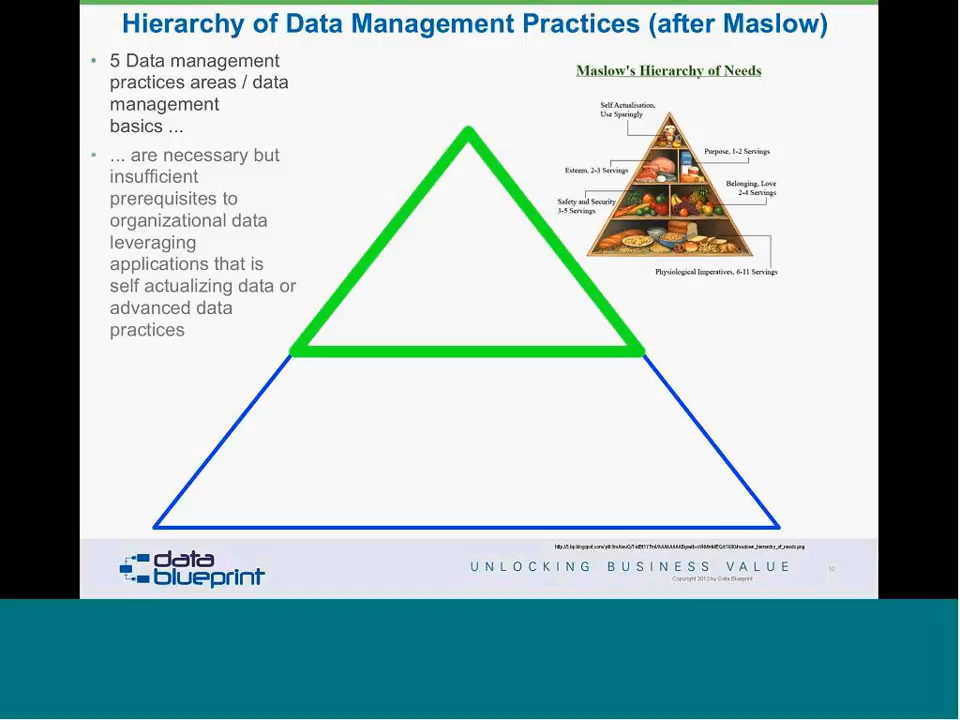 Hierarchy of Data Management Practices (after Maslow)
• 5 Data management
practices areas / data
management
basics ...
• ... are necessary but
insufficient
prerequisites to
organizational data
leveraging
applications that is
self actualizing data or
advanced data
practices
Maslow's Hierarchy of Needs
Self Actualisation,
Use Sparingly
Purpose, 1-2 Servings
Esteem, 2-3 Servings
Belonging, Love
2-4 Servings
Safety and Security
3-5 Servings
Physiological Imperatives, 6-11 Servings
data
blueprint
UNLOCKING BUSINESS VALUE
Copyright 2013 by Data Blueprint
10